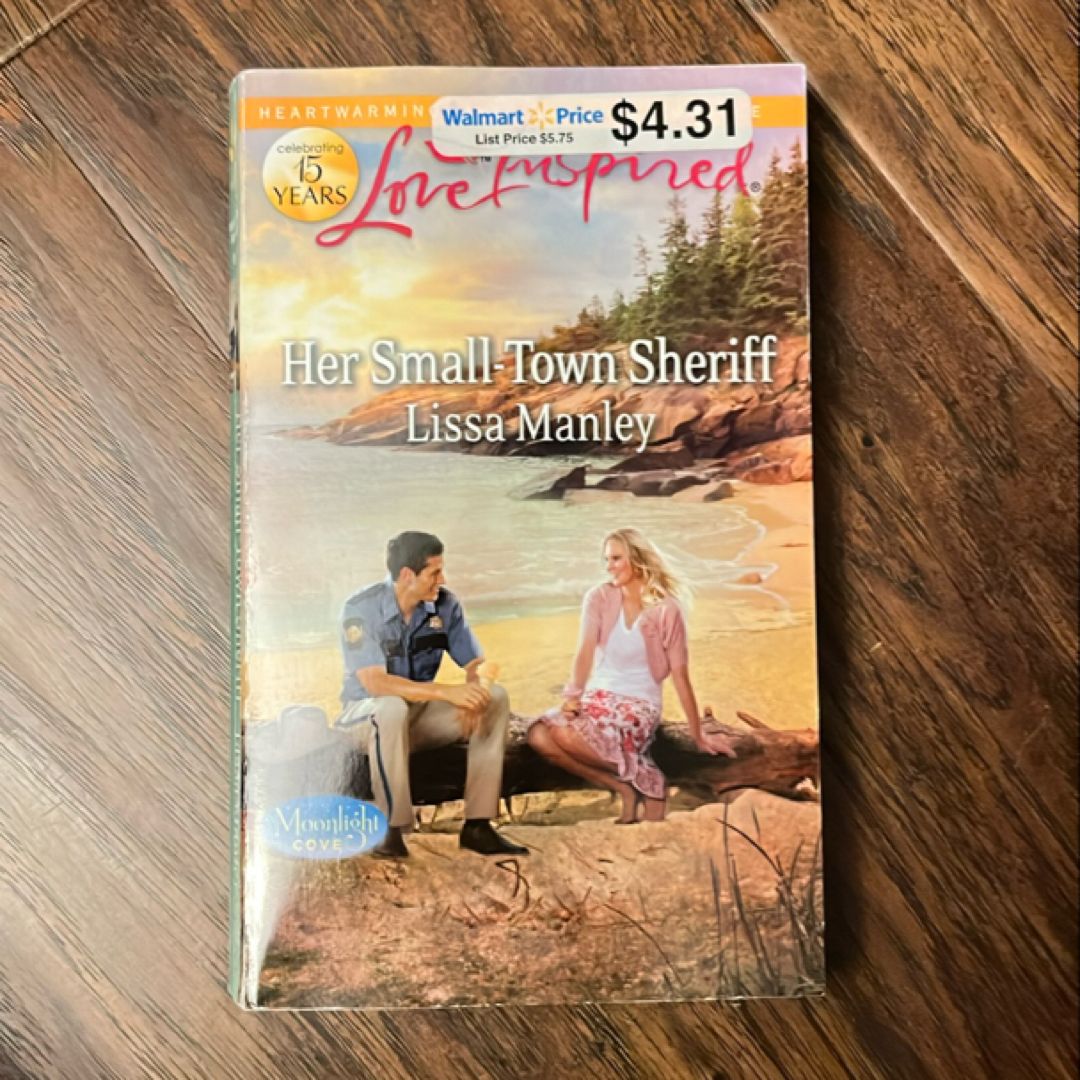 HEARTWARMING
Walmart Price $4.31
List Price $5.75
celebrating
15
YEARS
Love Inspired®
Her Small-Town Sheriff
Lissa Manley
Moonlight
COVE